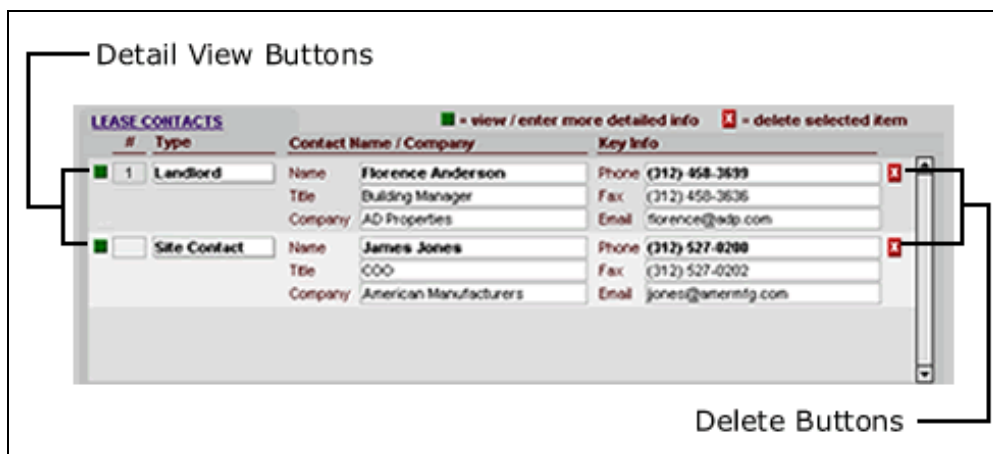 Detail View Buttons
LEASE CONTACTS = view / enter more detailed info X = delete selected item
# Type Contact Name / Company Key Info
1 Landlord Name Florence Anderson Phone (312) 458-3699 X
Title Building Manager Fax (312) 458-3636
Company AD Properties Email florence@adp.com
Site Contact Name James Jones Phone (312) 527-0200 X
Title COO Fax (312) 527-0202
Company American Manufacturers Email jjones@amermfg.com
Delete Buttons